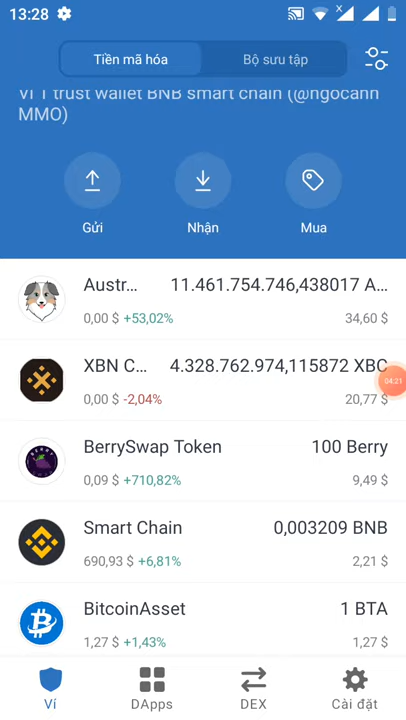 13:28
Tiền mã hóa
Bộ sưu tập
Ví 1 trust wallet BNB smart chain (@ngocanh
MMO)
Gửi
Nhận
Mua
Austr...
11.461.754.746,438017 A...
0,00 $ +53,02%
34,60 $
XBN C...
4.328.762.974,115872 XBC
0,00 $ -2,04%
20,77 $
04:21
BerrySwap Token
100 Berry
0,09 $ +710,82%
9,49 $
Smart Chain
0,003209 BNB
690,93 $ +6,81%
2,21 $
BitcoinAsset
1 BTA
1,27 $ +1,43%
1,27 $
Ví
DApps
DEX
Cài đặt